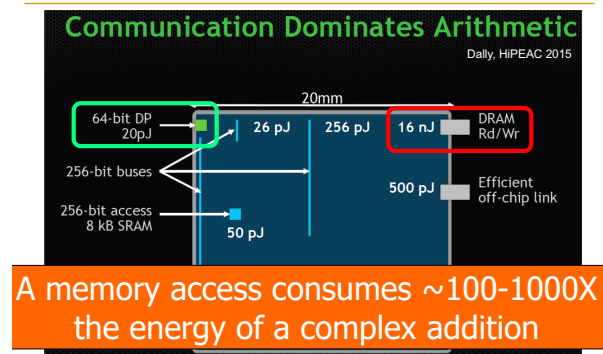 Communication Dominates Arithmetic
Dally, HiPEAC 2015
20mm
64-bit DP
20pJ
26 pJ
256 pJ
16 nJ
DRAM
Rd/Wr
256-bit buses
500 pJ
Efficient
off-chip link
256-bit access
8 kB SRAM
50 pJ
A memory access consumes ~100-1000X
the energy of a complex addition